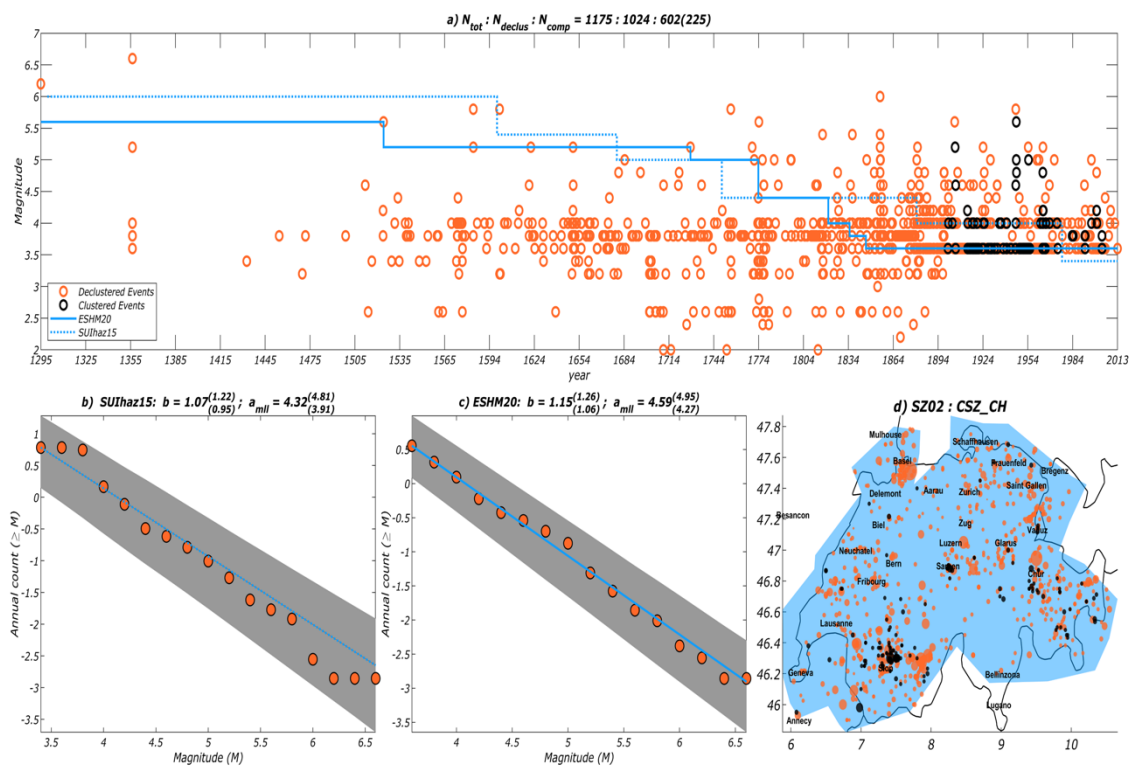 a) N_tot : N_declus : N_comp = 1175 : 1024 : 602(225)
7
6.5
6
5.5
5
4.5
4
3.5
3
2.5
2
Magnitude
Declustered Events
Clustered Events
ESHM20
SUIhaz15
1295 1325 1355 1385 1415 1445 1475 1505 1535 1565 1594 1624 1654 1684 1714 1744 1774 1804 1834 1864 1894 1924 1954 1984 2013
year
b) SUIhaz15: b = 1.07(1.22)(0.95) ; a_mll = 4.32(4.81)(3.91)
1
0.5
0
-0.5
-1
-1.5
-2
-2.5
-3
-3.5
Annual count (≥ M)
3.5 4 4.5 5 5.5 6 6.5
Magnitude (M)
c) ESHM20: b = 1.15(1.26)(1.06) ; a_mll = 4.59(4.95)(4.27)
0.5
0
-0.5
-1
-1.5
-2
-2.5
-3
-3.5
Annual count (≥ M)
4 4.5 5 5.5 6 6.5
Magnitude (M)
d) SZ02 : CSZ_CH
47.8
47.6
47.4
47.2
47
46.8
46.6
46.4
46.2
46
Mulhouse
Schaffhausen
Basel
Frauenfeld
Bregenz
Saint Gallen
Delemont
Aarau
Zurich
Besancon
Biel
Zug
Vaduz
Neuchatel
Luzern
Glarus
Bern
Sarnen
Chur
Fribourg
Lausanne
Sion
Geneva
Bellinzona
Lugano
Annecy
6 7 8 9 10